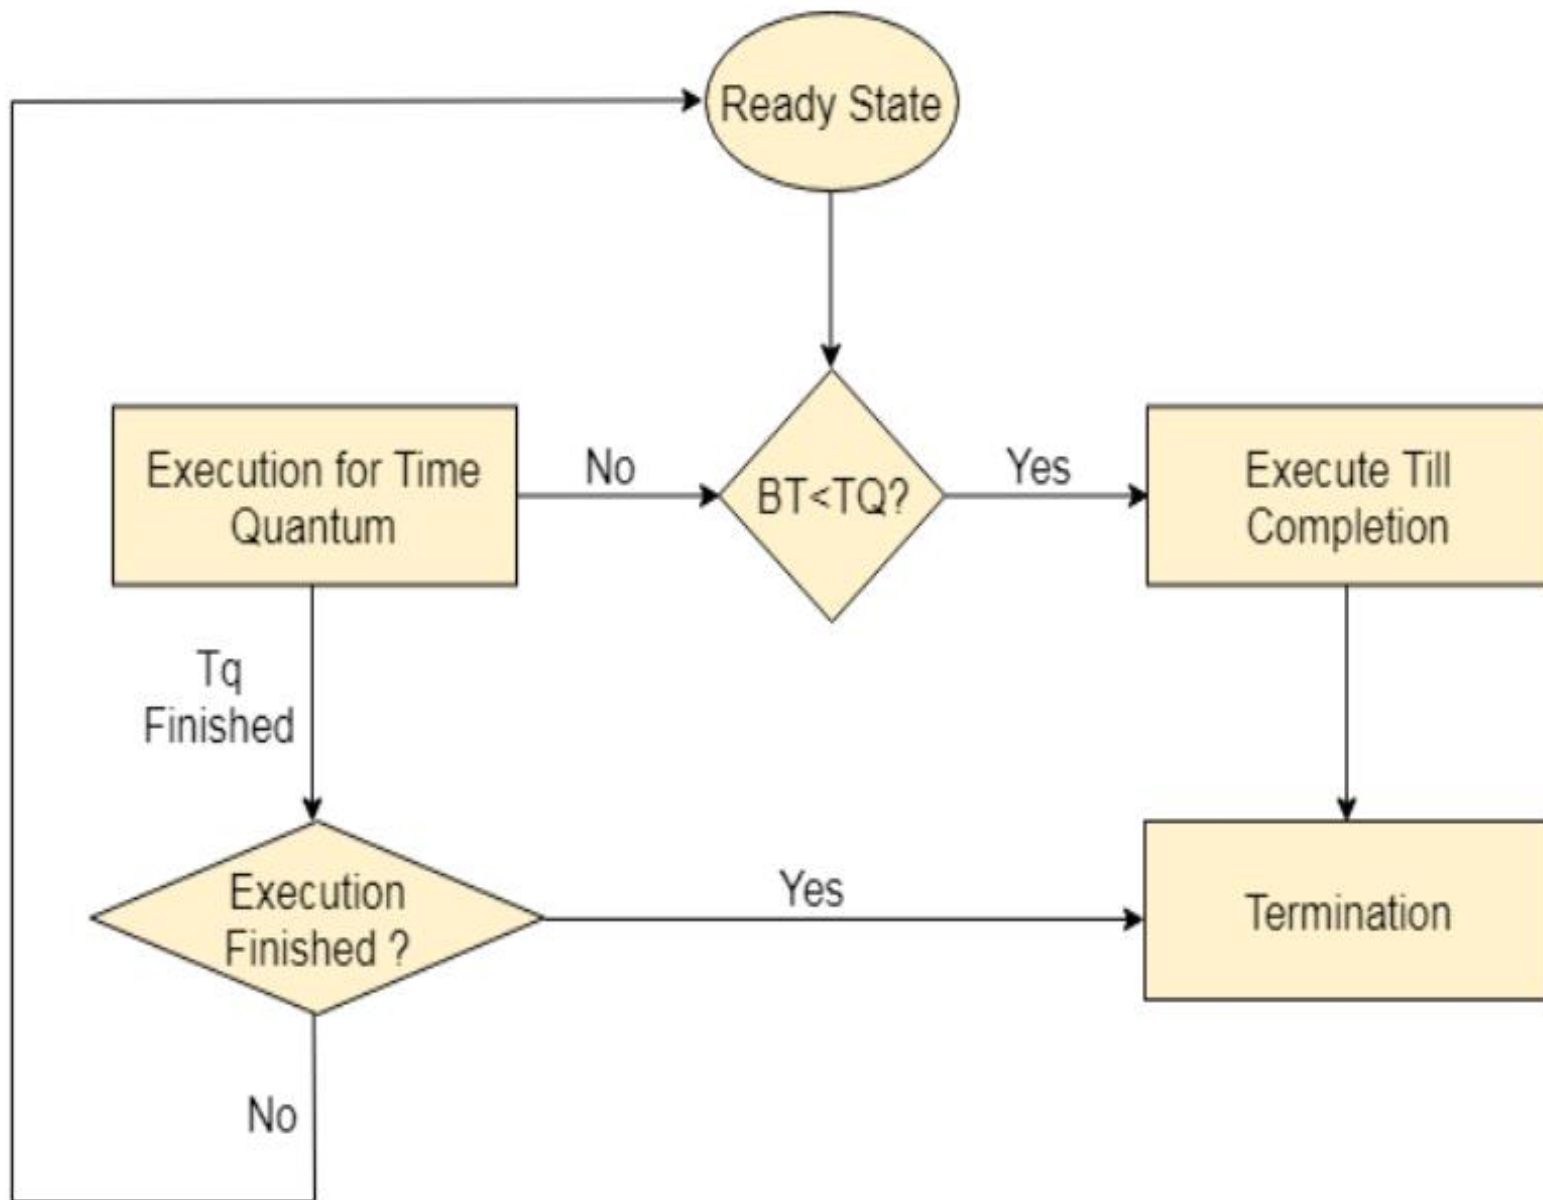 Ready State
Execution for Time
Quantum
No
BT<TQ?
Yes
Execute Till
Completion
Tq
Finished
Execution
Finished ?
Yes
Termination
No